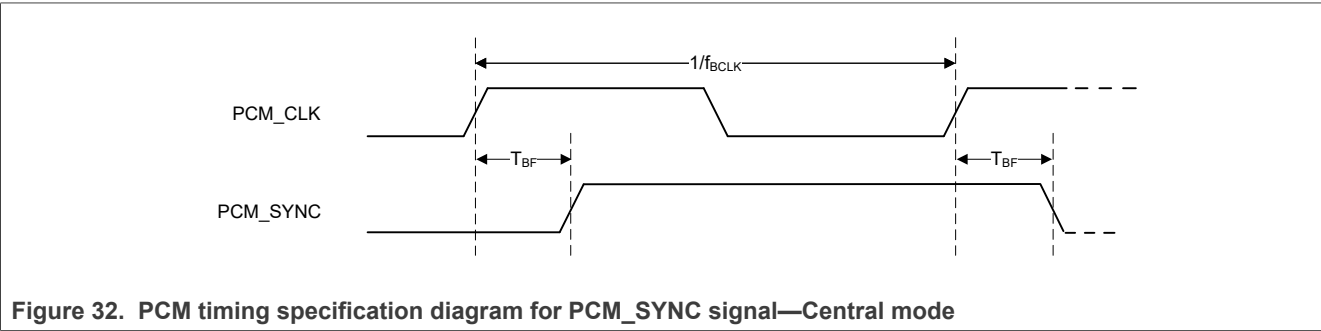 1/fBCLK
PCM_CLK
TBF TBF
PCM_SYNC
Figure 32. PCM timing specification diagram for PCM_SYNC signal—Central mode